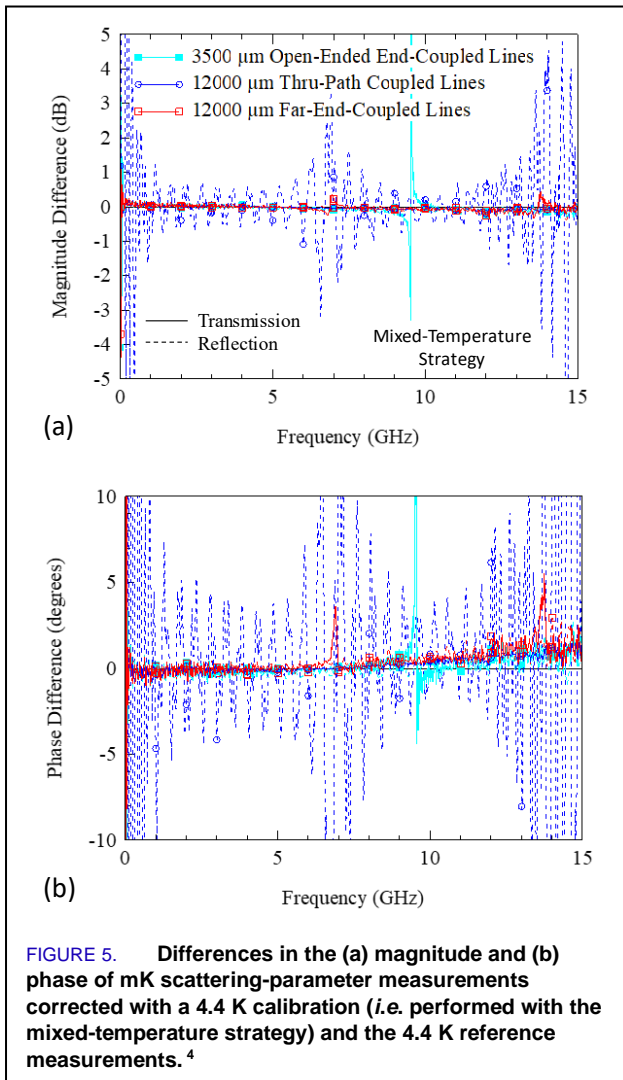 5
4
3
2
1
0
-1
-2
-3
-4
-5
Magnitude Difference (dB)
3500 µm Open-Ended End-Coupled Lines
12000 µm Thru-Path Coupled Lines
12000 µm Far-End-Coupled Lines
Transmission
Reflection
Mixed-Temperature
Strategy
0 5 10 15
(a)
Frequency (GHz)
10
5
0
-5
-10
Phase Difference (degrees)
0 5 10 15
(b)
Frequency (GHz)
FIGURE 5. Differences in the (a) magnitude and (b)
phase of mK scattering-parameter measurements
corrected with a 4.4 K calibration (i.e. performed with the
mixed-temperature strategy) and the 4.4 K reference
measurements. 4